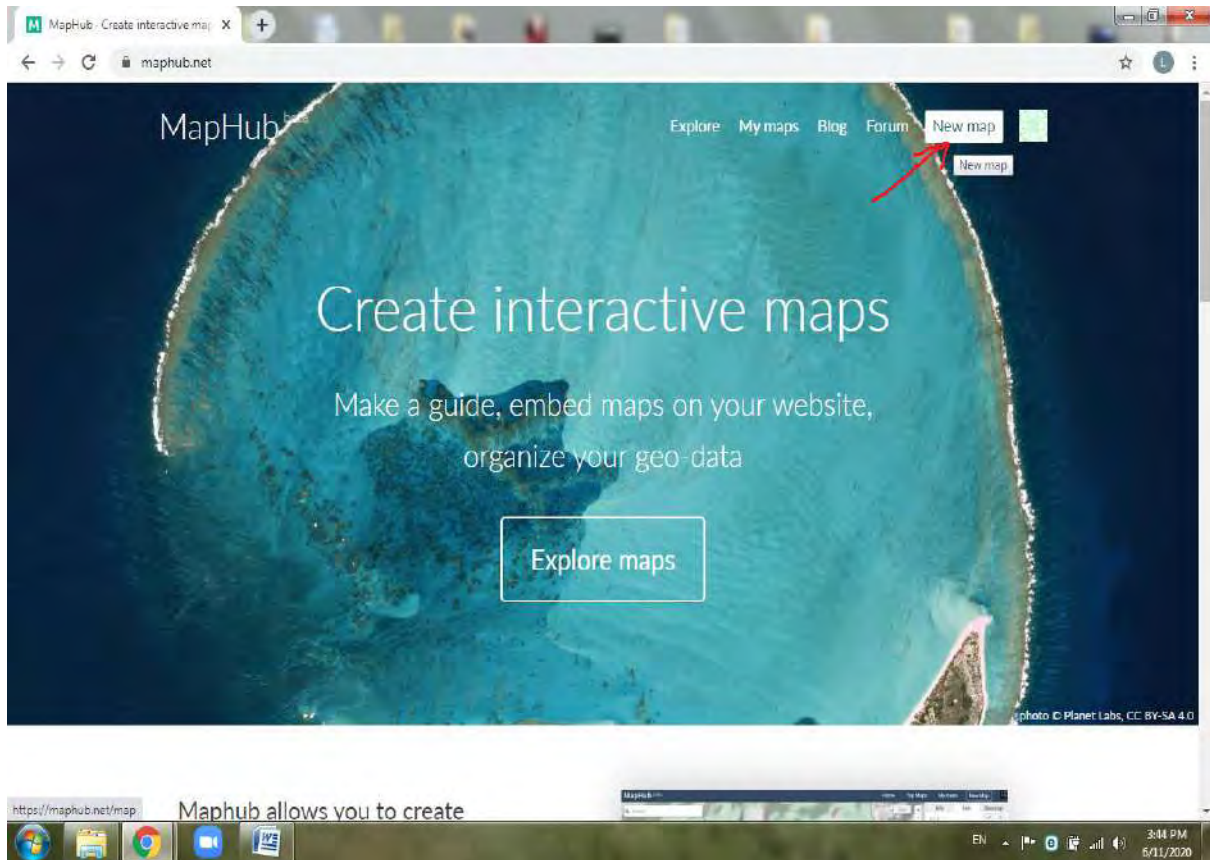 MapHub - Create interactive map
maphub.net
L
MapHub beta
Explore My maps Blog Forum New map
New map
Create interactive maps
Make a guide, embed maps on your website,
organize your geo-data
Explore maps
photo © Planet Labs, CC BY-SA 4.0
https://maphub.net/map
Maphub allows you to create
MapHub
EN
3:44 PM
6/11/2020